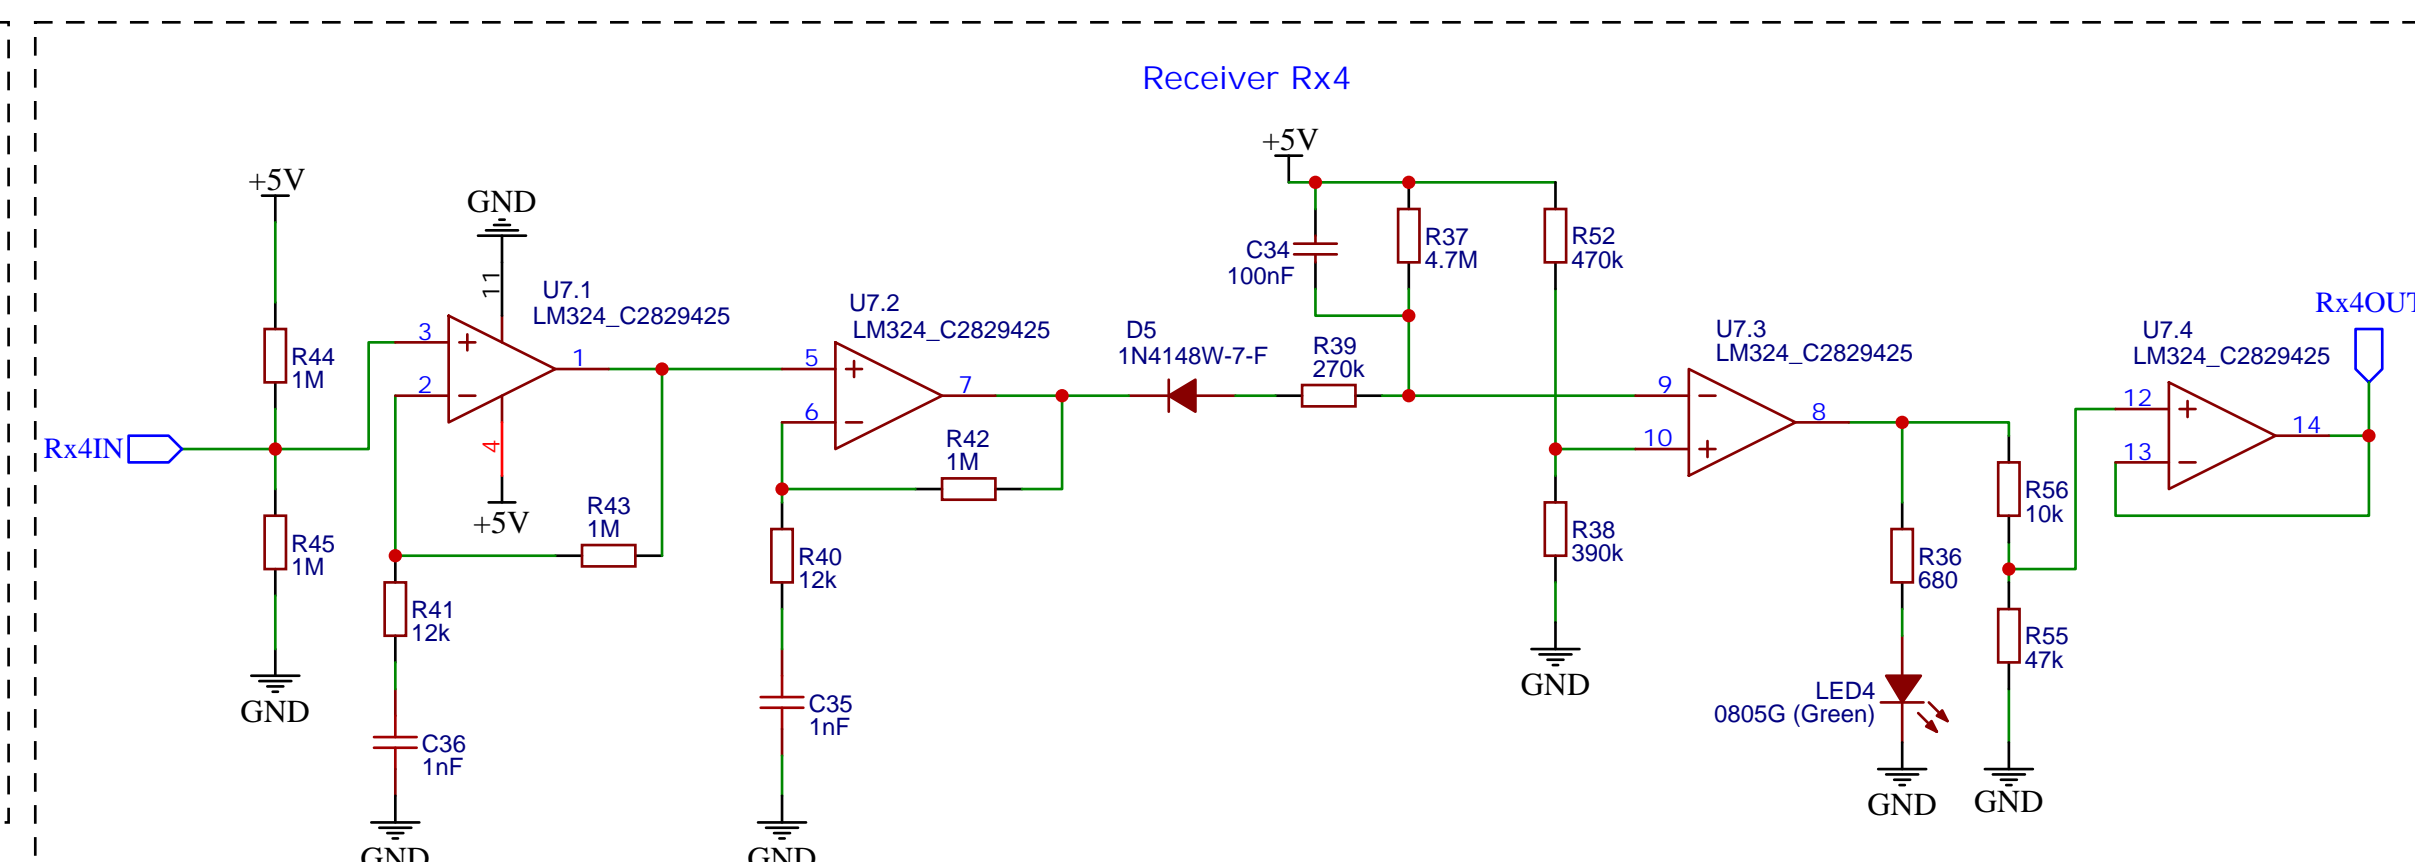 Receiver Rx4
+5V
+5V
GND
11
U7.1
LM324_C2829425
3
2
1
4
+5V
R44
1M
Rx4IN
R45
1M
GND
R43
1M
R41
12k
C36
1nF
GND
U7.2
LM324_C2829425
5
6
7
R42
1M
R40
12k
C35
1nF
GND
D5
1N4148W-7-F
R39
270k
C34
100nF
R37
4.7M
R52
470k
R38
390k
GND
U7.3
LM324_C2829425
9
10
8
R36
680
LED4
0805G (Green)
GND
R56
10k
R55
47k
GND
U7.4
LM324_C2829425
12
13
14
Rx4OUT